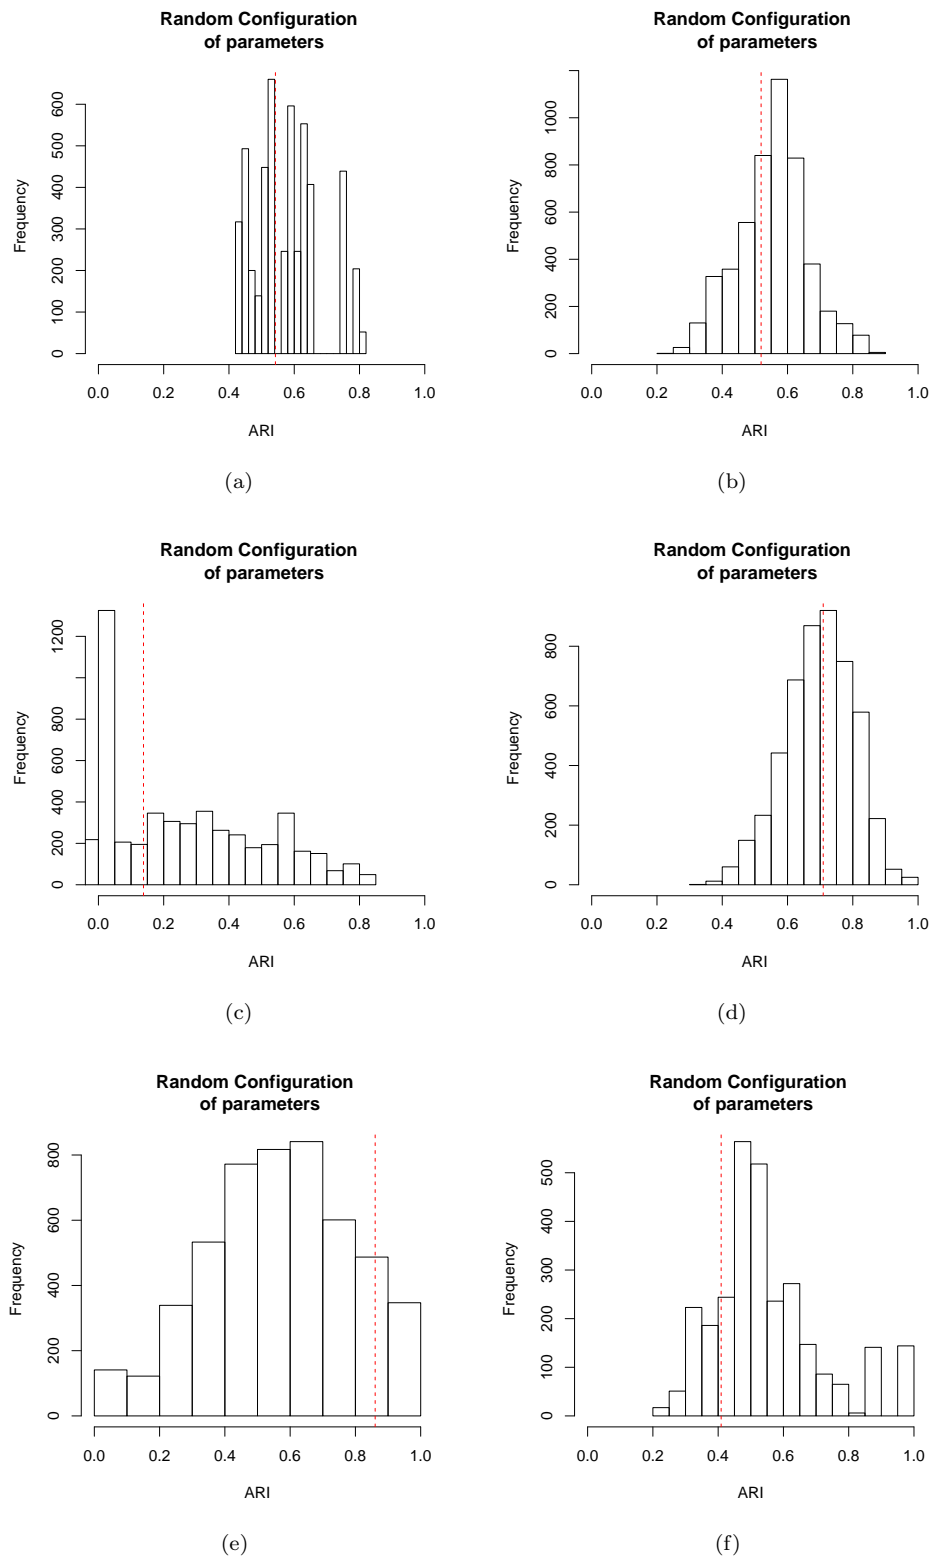 Random Configuration
of parameters
Frequency
0 100 200 300 400 500 600
0.0 0.2 0.4 0.6 0.8 1.0
ARI
(a)
Random Configuration
of parameters
Frequency
0 200 400 600 800 1000
0.0 0.2 0.4 0.6 0.8 1.0
ARI
(b)
Random Configuration
of parameters
Frequency
0 200 400 600 800 1200
0.0 0.2 0.4 0.6 0.8 1.0
ARI
(c)
Random Configuration
of parameters
Frequency
0 200 400 600 800
0.0 0.2 0.4 0.6 0.8 1.0
ARI
(d)
Random Configuration
of parameters
Frequency
0 200 400 600 800
0.0 0.2 0.4 0.6 0.8 1.0
ARI
(e)
Random Configuration
of parameters
Frequency
0 100 200 300 400 500
0.0 0.2 0.4 0.6 0.8 1.0
ARI
(f)